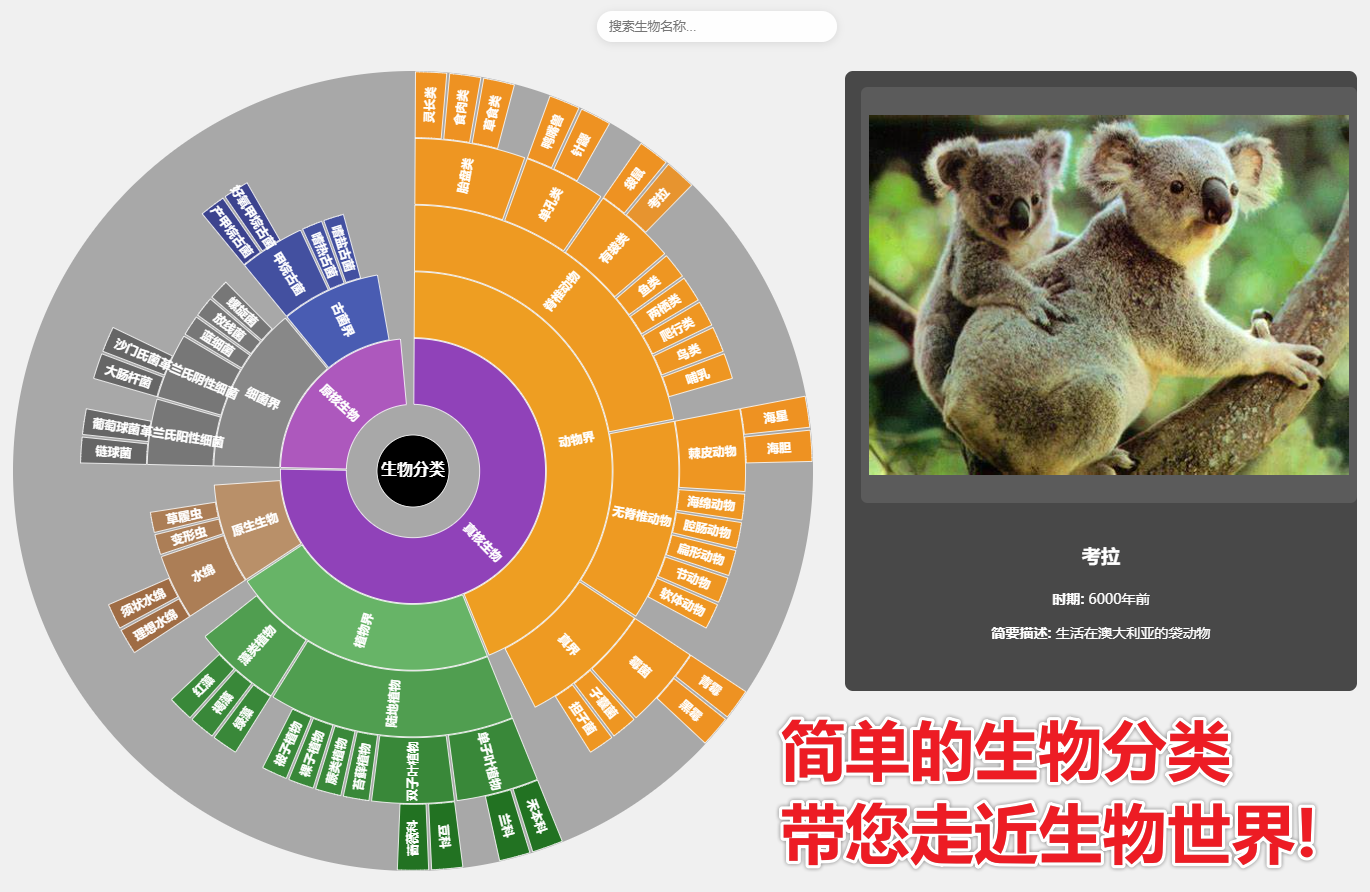 搜索生物名称...
生物分类
真核生物
动物界
脊椎动物
胎盘类
灵长类
食肉类
草食类
单孔类
鸭嘴兽
针鼹
有袋类
袋鼠
考拉
鱼类
两栖类
爬行类
鸟类
哺乳
无脊椎动物
棘皮动物
海星
海胆
海绵动物
腔肠动物
扁形动物
节动物
软体动物
真界
霉菌
青霉
黑霉
子囊菌
担子菌
植物界
陆地植物
单子叶植物
禾本科
兰科
双子叶植物
豆科
蔷薇科
苔藓植物
蕨类植物
裸子植物
被子植物
藻类植物
绿藻
褐藻
红藻
原生生物
水绵
理想水绵
须状水绵
变形虫
草履虫
原核生物
细菌界
革兰氏阳性细菌
链球菌
葡萄球菌
革兰氏阴性细菌
大肠杆菌
沙门氏菌
蓝细菌
放线菌
螺旋菌
古菌界
甲烷古菌
产甲烷古菌
好氧甲烷古菌
嗜热古菌
嗜盐古菌
考拉
时期: 6000年前
简要描述: 生活在澳大利亚的袋动物
简单的生物分类
带您走近生物世界!